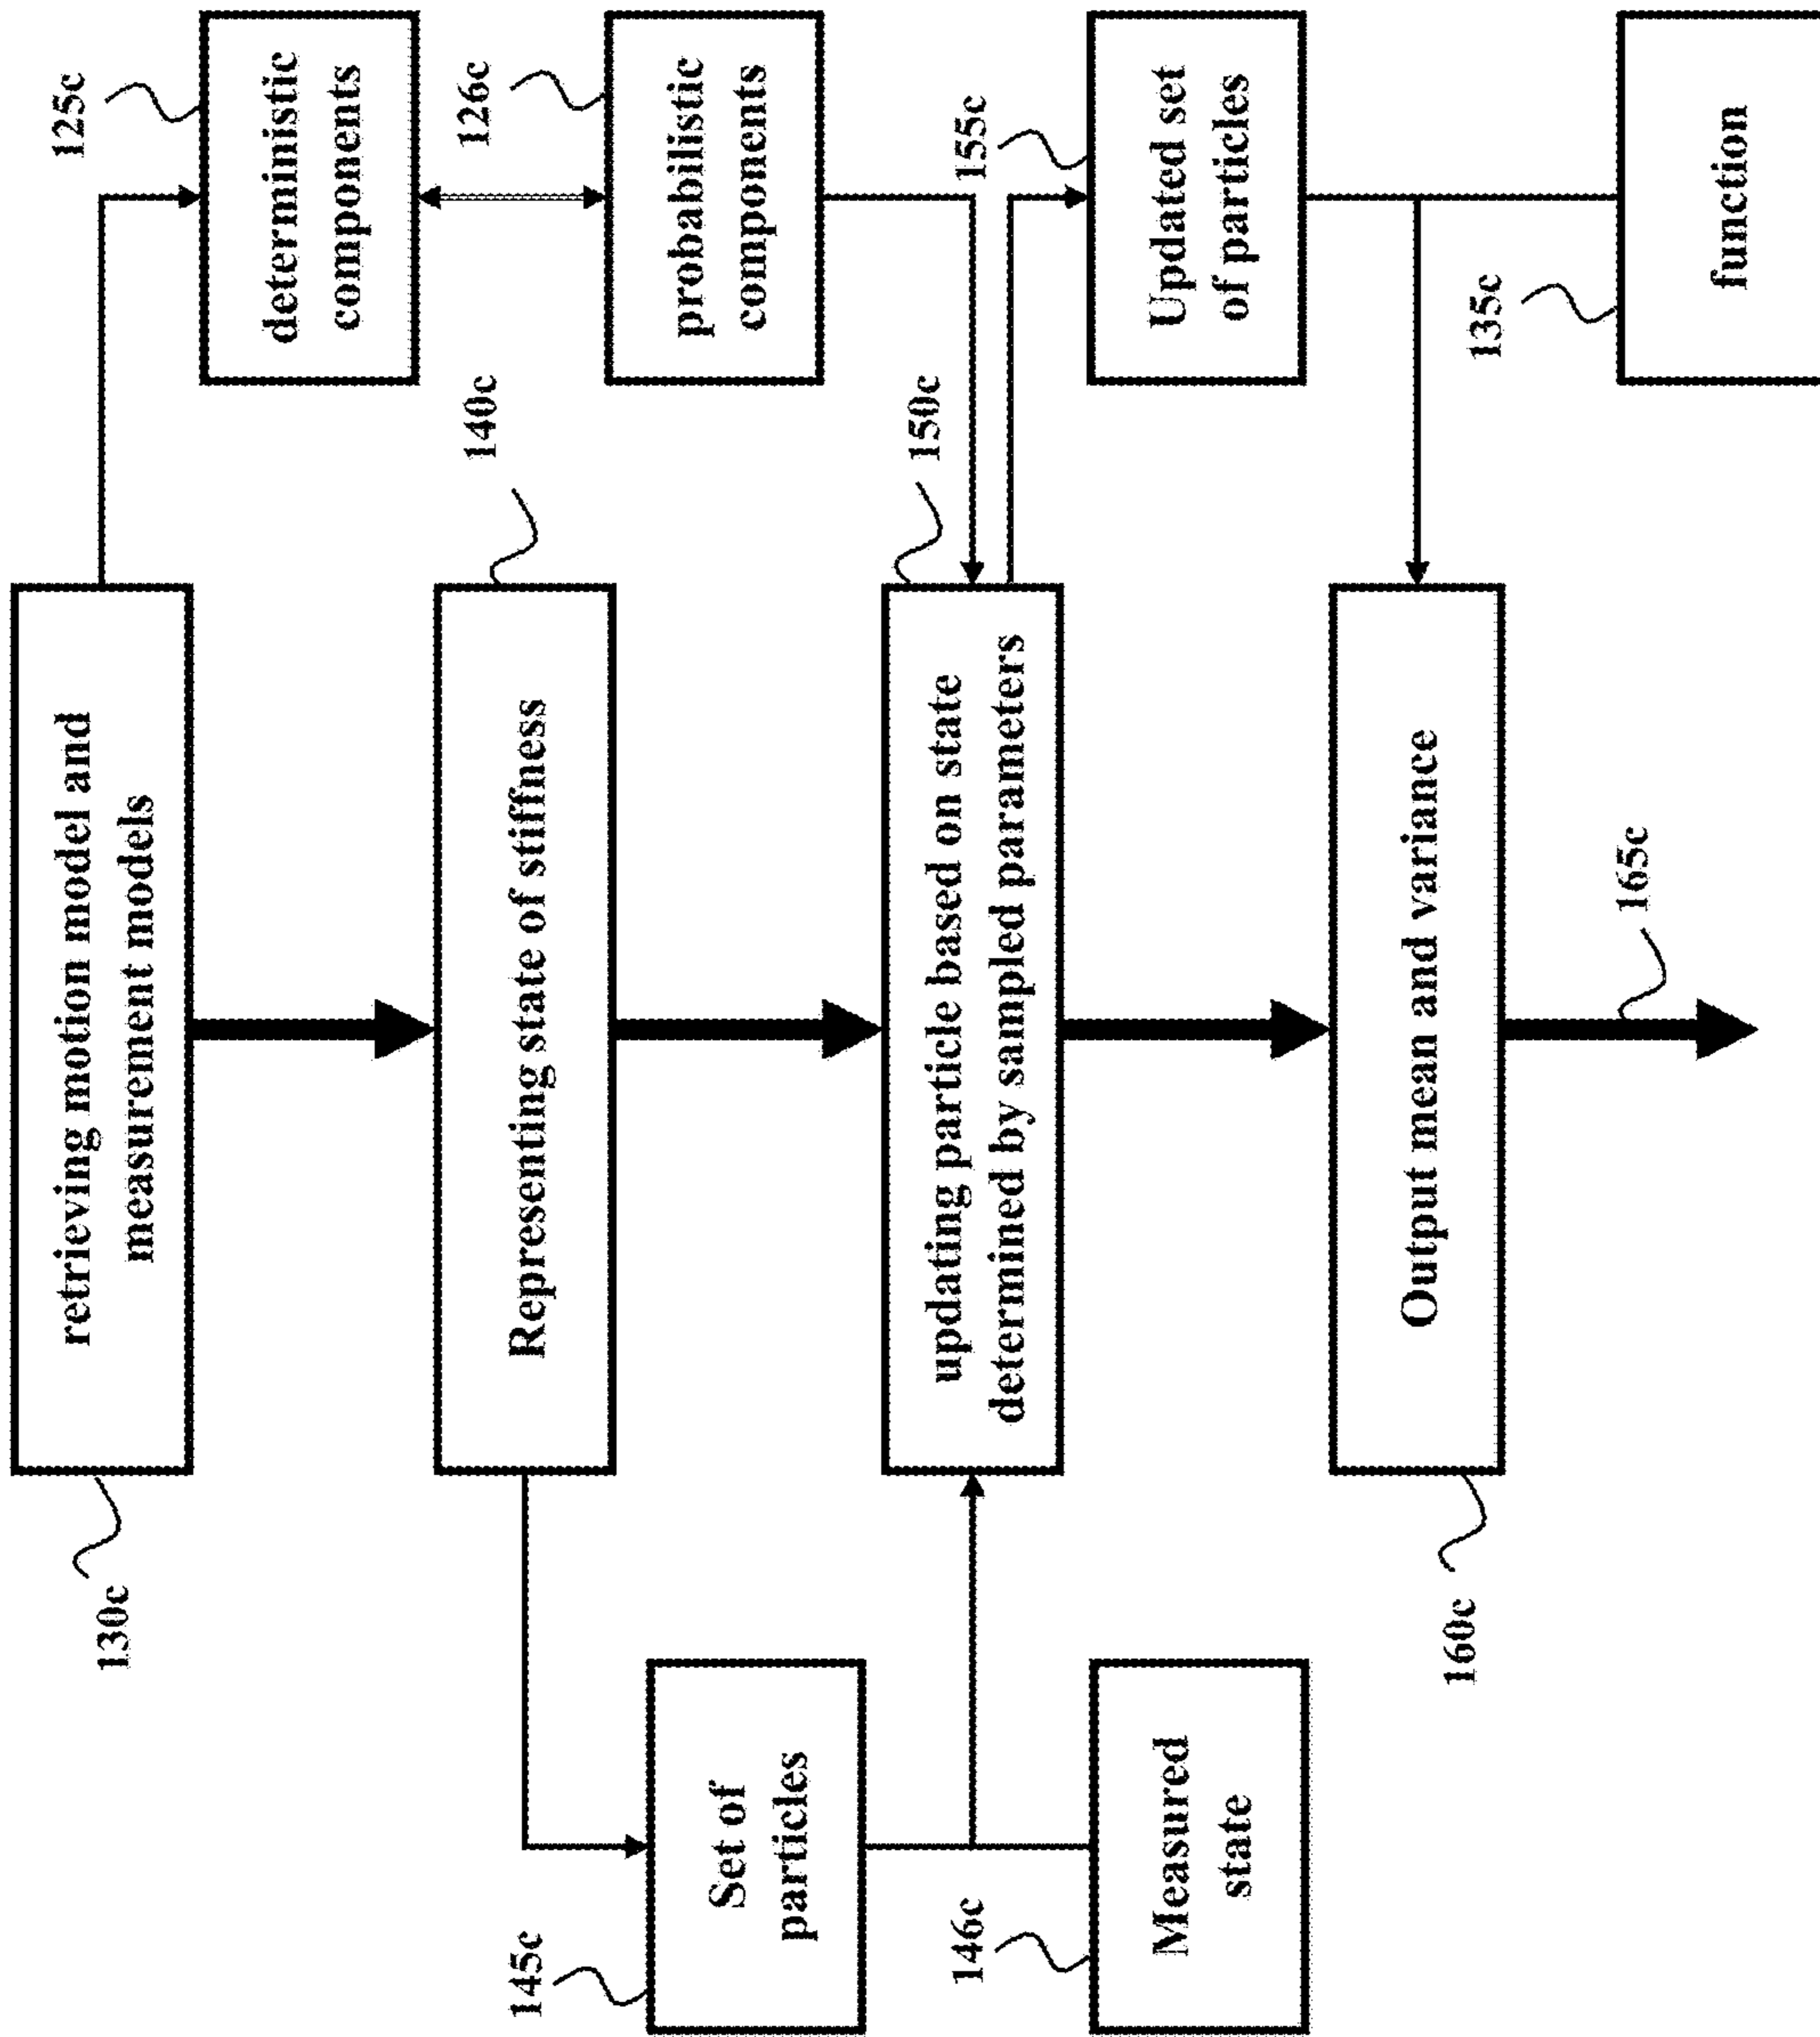 130c
retrieving motion model and
measurement models
125c
deterministic
components
126c
probabilistic
components
140c
Representing state of stiffness
145c
Set of
particles
146c
Measured
state
150c
updating particle based on state
determined by sampled parameters
155c
Updated set
of particles
135c
function
160c
Output mean and variance
165c